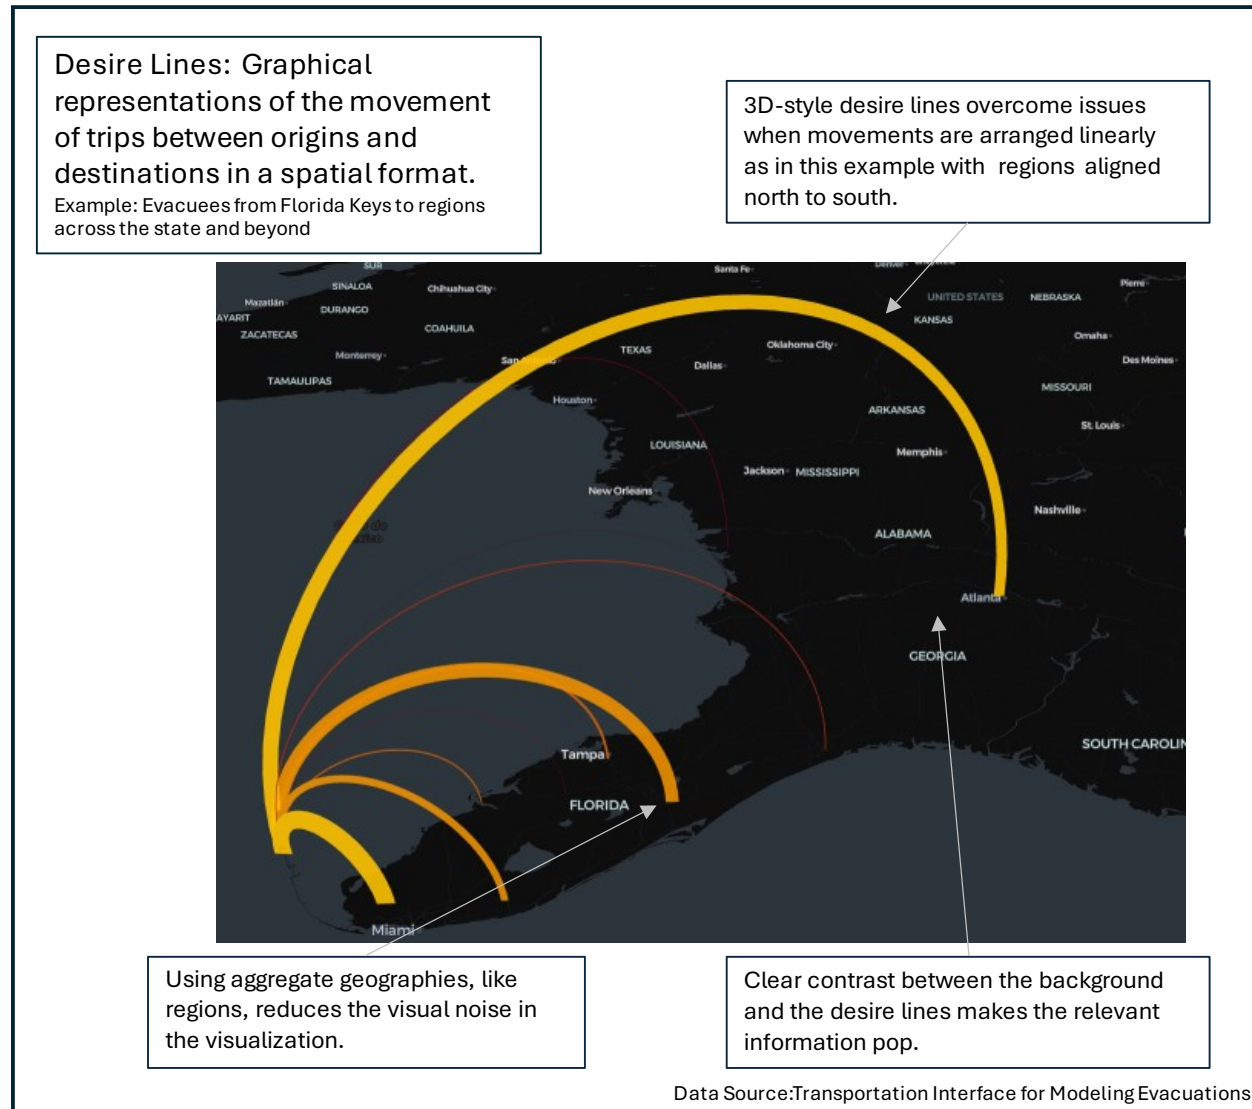 Desire Lines: Graphical
representations of the movement
of trips between origins and
destinations in a spatial format.
Example: Evacuees from Florida Keys to regions
across the state and beyond
3D-style desire lines overcome issues
when movements are arranged linearly
as in this example with regions aligned
north to south.
SUR
SINALOA
Mazatlán
DURANGO
Chihuahua City
Santa Fe
Denver
UNITED STATES
NEBRASKA
Pierre
AYARIT
ZACATECAS
COAHUILA
KANSAS
Omaha
Monterrey
San
TEXAS
Oklahoma City
Dallas
Des Moines
TAMAULIPAS
MISSOURI
Houston
ARKANSAS
St. Louis
LOUISIANA
Memphis
Jackson
MISSISSIPPI
New Orleans
Nashville
ALABAMA
Atlanta
GEORGIA
SOUTH CAROLIN
Tampa
FLORIDA
Miami
Using aggregate geographies, like
regions, reduces the visual noise in
the visualization.
Clear contrast between the background
and the desire lines makes the relevant
information pop.
Data Source:Transportation Interface for Modeling Evacuations